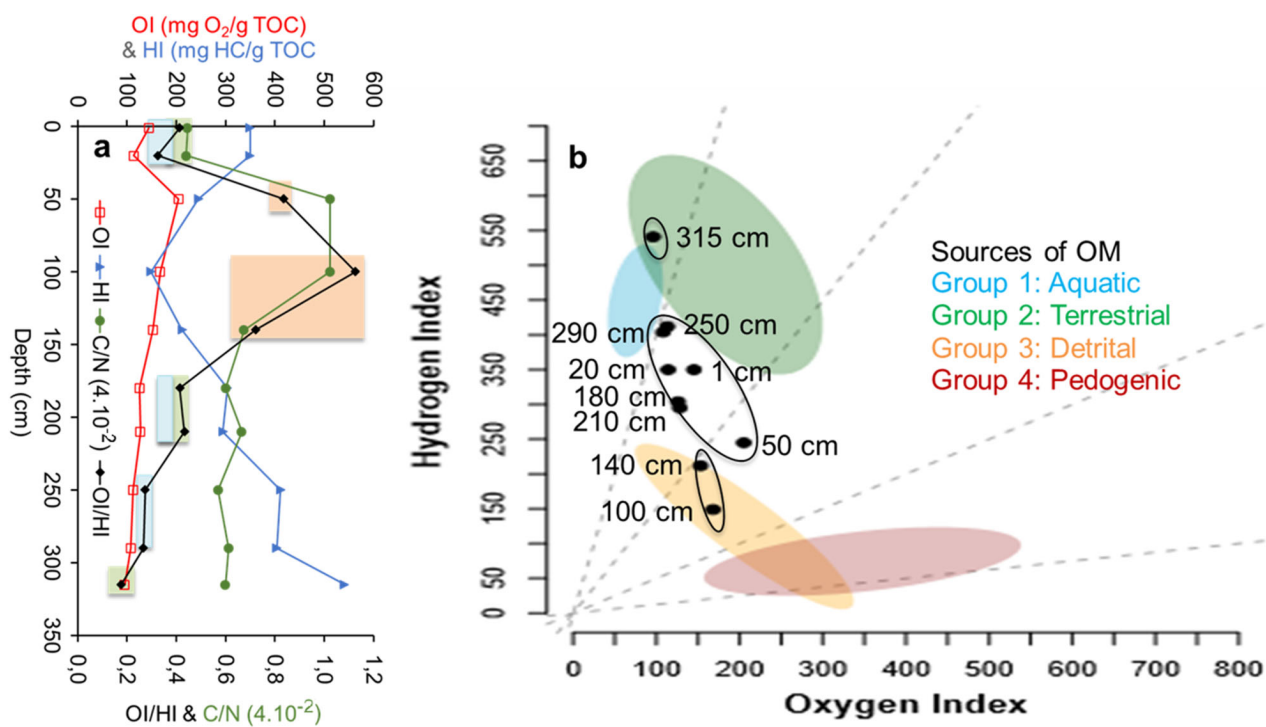 OI (mg O₂/g TOC)
& HI (mg HC/g TOC
0 100 200 300 400 500 600
a
0 50 100 150 200 250 300 350
Depth (cm)
OI HI C/N (4.10⁻²) OI/HI
0,0 0,2 0,4 0,6 0,8 1,0 1,2
OI/HI & C/N (4.10⁻²)
b
Hydrogen Index
650
550
450
350
250
150
50
0
315 cm
290 cm 250 cm
20 cm 1 cm
180 cm
210 cm
50 cm
140 cm
100 cm
Sources of OM
Group 1: Aquatic
Group 2: Terrestrial
Group 3: Detrital
Group 4: Pedogenic
0 100 200 300 400 500 600 700 800
Oxygen Index